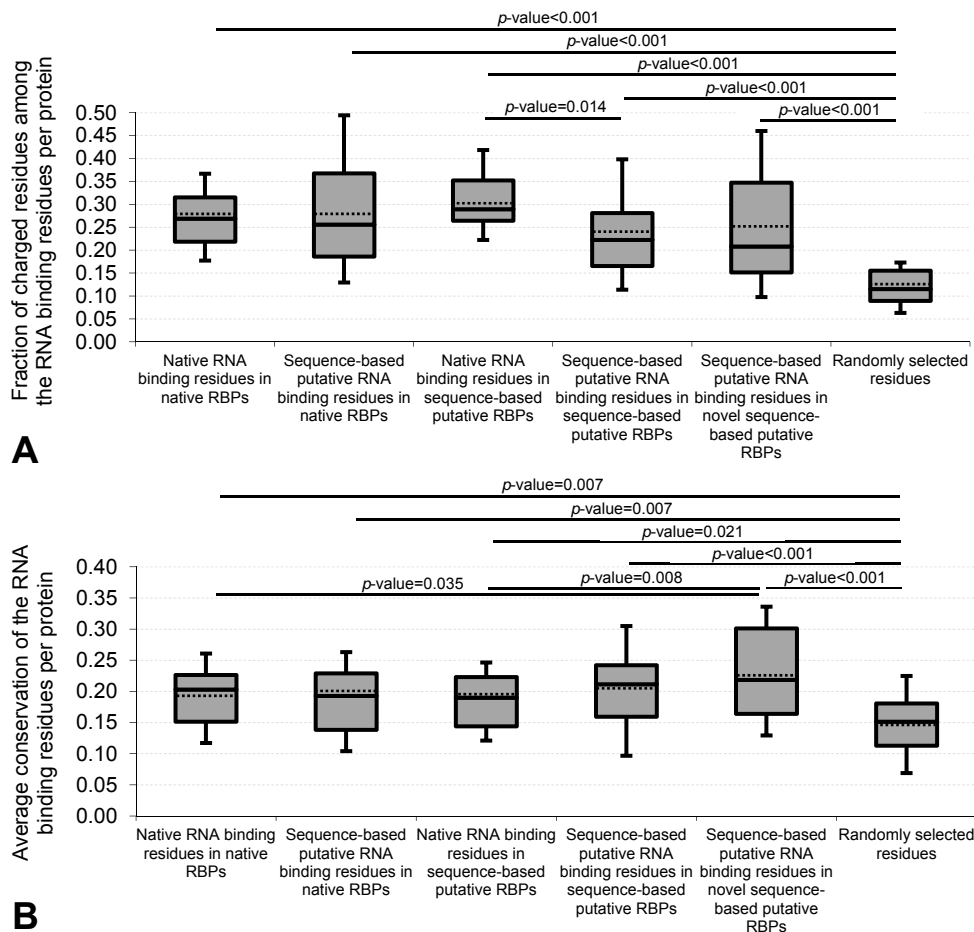 p-value<0.001
p-value<0.001
p-value<0.001
p-value<0.001
p-value=0.014
p-value<0.001
Fraction of charged residues among
the RNA binding residues per protein
0.50
0.45
0.40
0.35
0.30
0.25
0.20
0.15
0.10
0.05
0.00
Native RNA
binding residues in
native RBPs
Sequence-based
putative RNA
binding residues in
native RBPs
Native RNA
binding residues in
sequence-based
putative RBPs
Sequence-based
putative RNA
binding residues in
sequence-based
putative RBPs
Sequence-based
putative RNA
binding residues in
novel sequence-
based putative
RBPs
Randomly selected
residues
A
p-value=0.007
p-value=0.007
p-value=0.021
p-value<0.001
p-value=0.035
p-value=0.008
p-value<0.001
Average conservation of the RNA
binding residues per protein
0.40
0.35
0.30
0.25
0.20
0.15
0.10
0.05
0.00
Native RNA binding
residues in native
RBPs
Sequence-based
putative RNA
binding residues in
native RBPs
Native RNA binding
residues in
sequence-based
putative RBPs
Sequence-based
putative RNA
binding residues in
sequence-based
putative RBPs
Sequence-based
putative RNA
binding residues in
novel sequence-
based putative RBPs
Randomly selected
residues
B